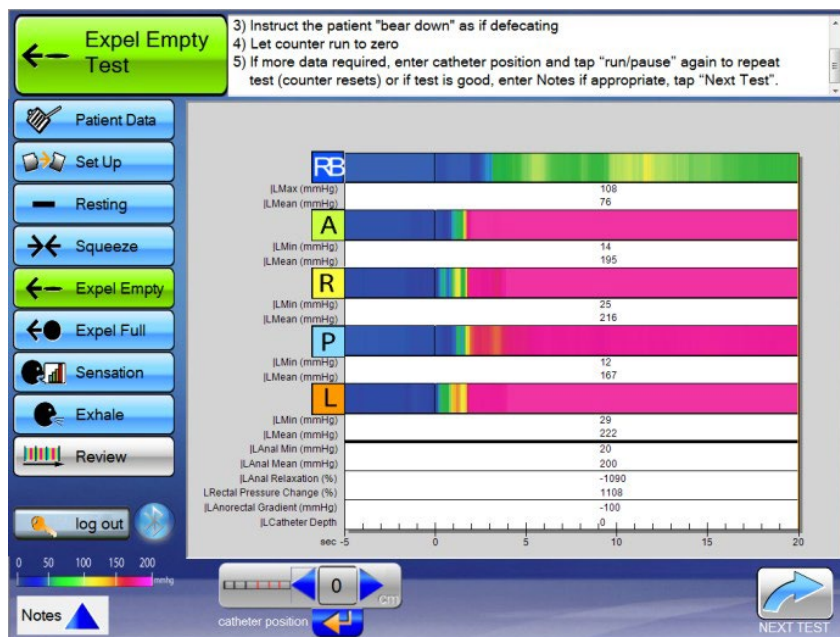 Expel Empty
Test
3) Instruct the patient "bear down" as if defecating
4) Let counter run to zero
5) If more data required, enter catheter position and tap “run/pause” again to repeat
test (counter resets) or if test is good, enter Notes if appropriate, tap “Next Test”.
Patient Data
Set Up
Resting
Squeeze
Expel Empty
Expel Full
Sensation
Exhale
Review
log out
0 50 100 150 200
mmhg
Notes
RB
|LMax (mmHg) 108
|LMean (mmHg) 76
A
|LMin (mmHg) 14
|LMean (mmHg) 195
R
|LMin (mmHg) 25
|LMean (mmHg) 216
P
|LMin (mmHg) 12
|LMean (mmHg) 167
L
|LMin (mmHg) 29
|LMean (mmHg) 222
|LAnal Min (mmHg) 20
|LAnal Mean (mmHg) 200
|LAnal Relaxation (%) -1090
LRectal Pressure Change (%) 1108
|LAnorectal Gradient (mmHg) -100
|LCatheter Depth 0
sec -5 0 5 10 15 20
0
cm
catheter position
NEXT TEST